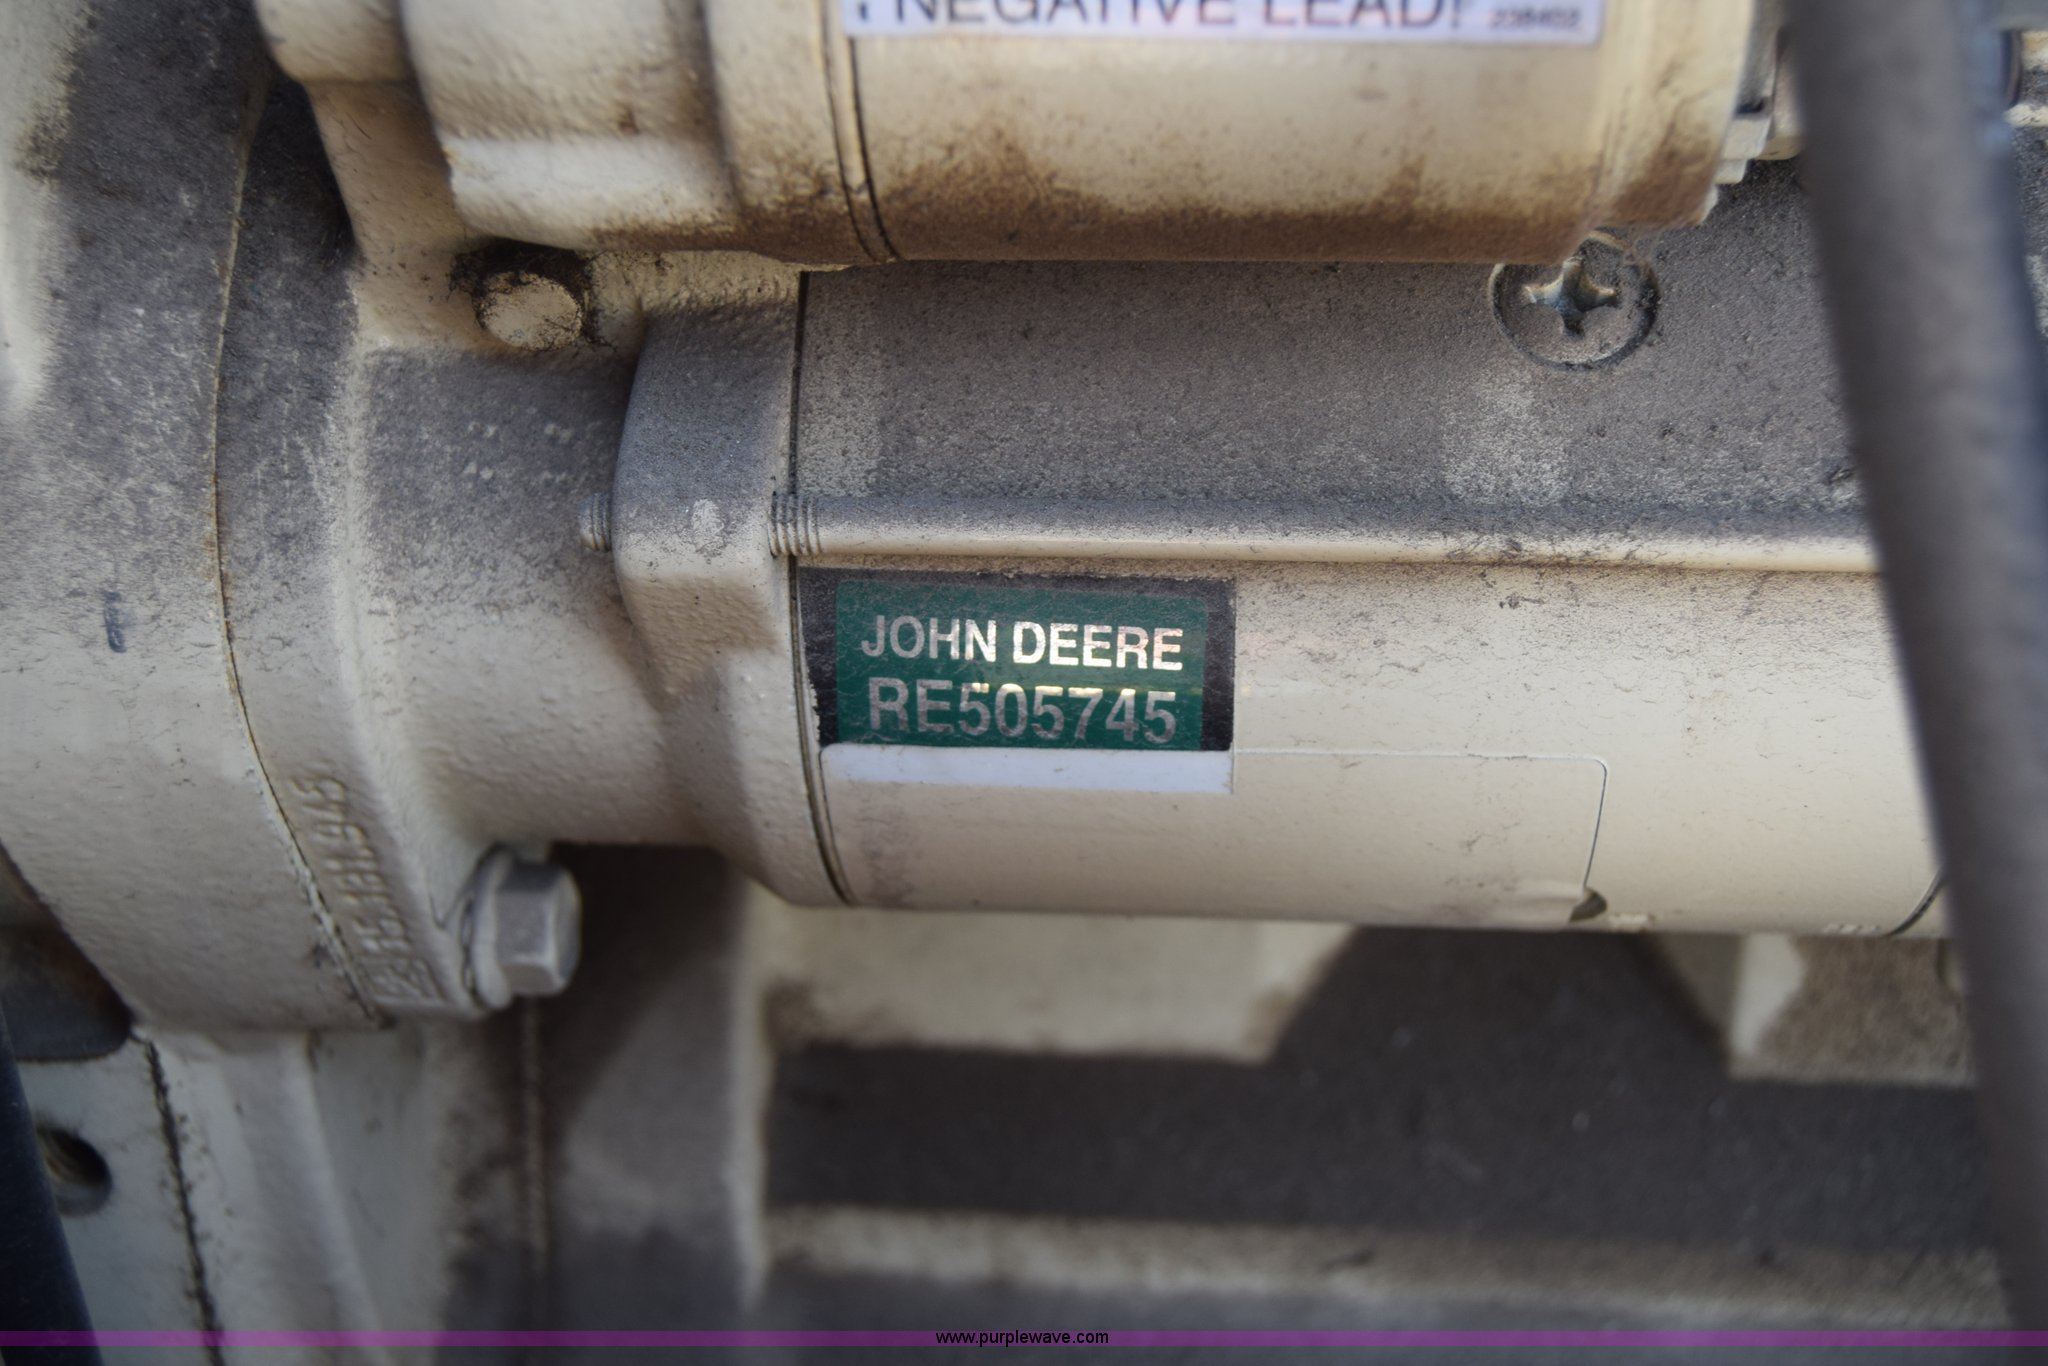 NEGATIVE LEAD!
JOHN DEERE
RE505745
www.purplewave.com